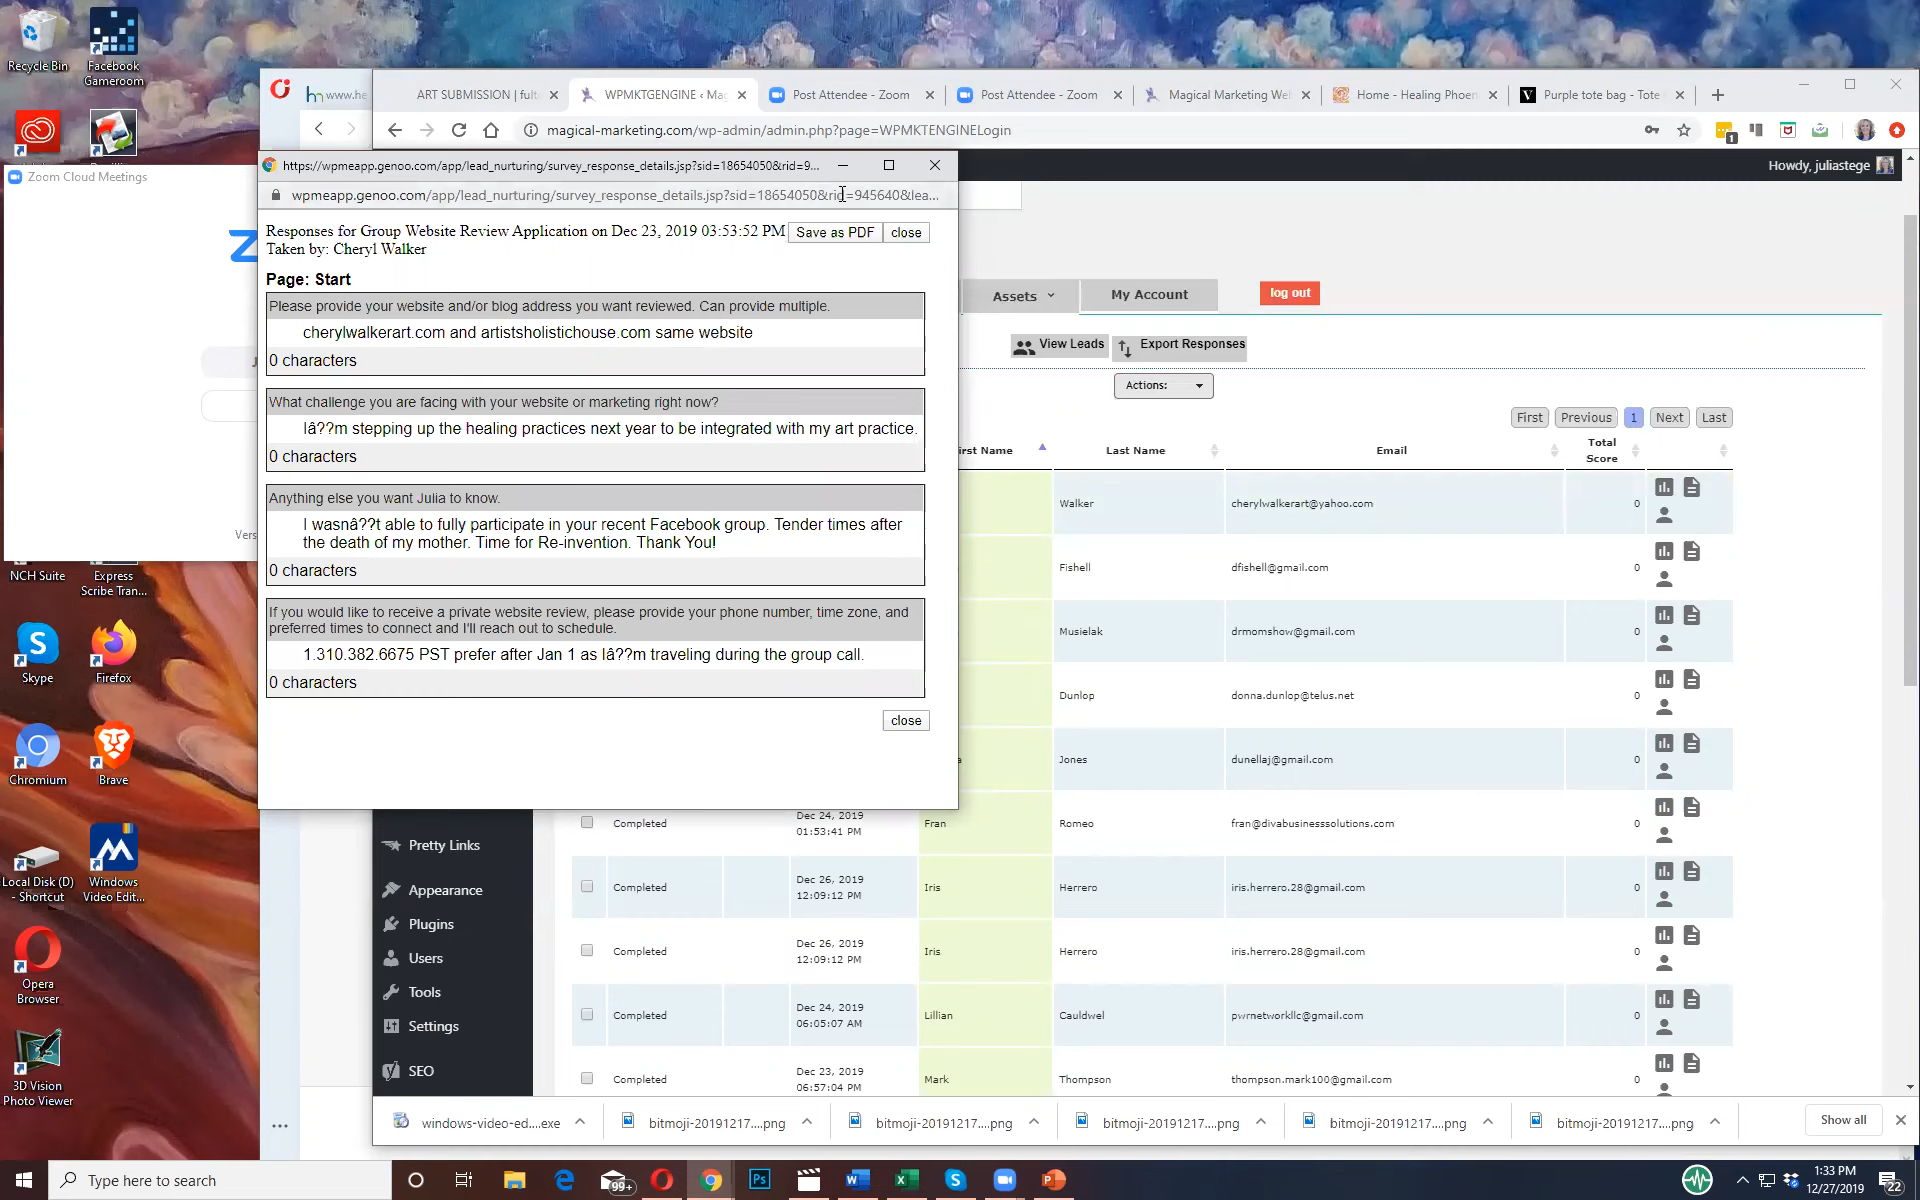 Recycle Bin
Facebook
Gameroom
Zoom Cloud Meetings
NCH Suite
Express
Scribe Tran...
Skype
Firefox
Chromium
Brave
Local Disk (D)
- Shortcut
Windows
Video Edit...
Opera
Browser
3D Vision
Photo Viewer
www.he
ART SUBMISSION | fult
WPMKTGENGINE ‹ Mag
Post Attendee - Zoom
Post Attendee - Zoom
Magical Marketing We
Home - Healing Phoen
Purple tote bag - Tote
magical-marketing.com/wp-admin/admin.php?page=WPMKTENGINELogin
Howdy, juliastege
https://wpmeapp.genoo.com/app/lead_nurturing/survey_response_details.jsp?sid=18654050&rid=9...
wpmeapp.genoo.com/app/lead_nurturing/survey_response_details.jsp?sid=18654050&rid=945640&lea...
Responses for Group Website Review Application on Dec 23, 2019 03:53:52 PM
Save as PDF
close
Taken by: Cheryl Walker
Page: Start
Please provide your website and/or blog address you want reviewed. Can provide multiple.
cherylwalkerart.com and artistsholistichouse.com same website
0 characters
What challenge you are facing with your website or marketing right now?
Iâ??m stepping up the healing practices next year to be integrated with my art practice.
0 characters
Anything else you want Julia to know.
I wasnâ??t able to fully participate in your recent Facebook group. Tender times after
the death of my mother. Time for Re-invention. Thank You!
0 characters
If you would like to receive a private website review, please provide your phone number, time zone, and
preferred times to connect and I'll reach out to schedule.
1.310.382.6675 PST prefer after Jan 1 as Iâ??m traveling during the group call.
0 characters
close
Assets
My Account
log out
View Leads
Export Responses
Actions:
First Previous 1 Next Last
irst Name Last Name Email Total
Score
Walker cherylwalkerart@yahoo.com 0
Fishell dfishell@gmail.com 0
Musielak drmomshow@gmail.com 0
Dunlop donna.dunlop@telus.net 0
a Jones dunellaj@gmail.com 0
Completed Dec 24, 2019
01:53:41 PM Fran Romeo fran@divabusinesssolutions.com 0
Completed Dec 26, 2019
12:09:12 PM Iris Herrero iris.herrero.28@gmail.com 0
Completed Dec 26, 2019
12:09:12 PM Iris Herrero iris.herrero.28@gmail.com 0
Completed Dec 24, 2019
06:05:07 AM Lillian Cauldwel pwrnetworkllc@gmail.com 0
Completed Dec 23, 2019
06:57:04 PM Mark Thompson thompson.mark100@gmail.com 0
Pretty Links
Appearance
Plugins
Users
Tools
Settings
SEO
windows-video-ed....exe
bitmoji-20191217....png
bitmoji-20191217....png
bitmoji-20191217....png
bitmoji-20191217....png
bitmoji-20191217....png
Show all
Type here to search
99+
1:33 PM
12/27/2019
22